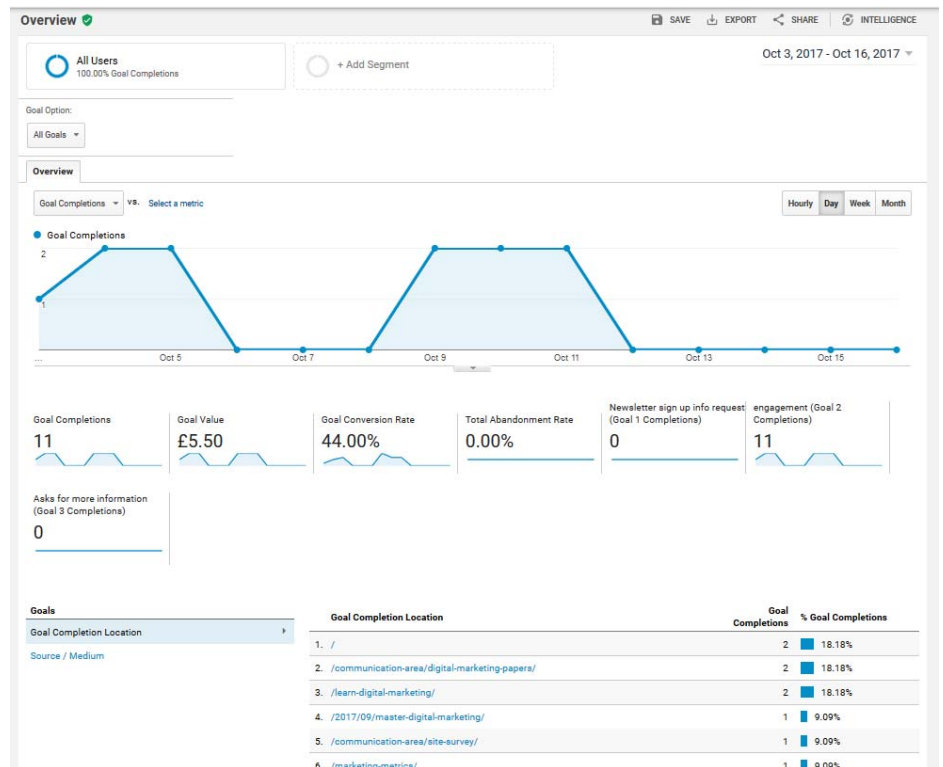 Overview
SAVE EXPORT SHARE INTELLIGENCE
All Users
100.00% Goal Completions
+ Add Segment
Oct 3, 2017 - Oct 16, 2017
Goal Option:
All Goals
Overview
Goal Completions VS. Select a metric
Hourly Day Week Month
Goal Completions
2
1
... Oct 5 Oct 7 Oct 9 Oct 11 Oct 13 Oct 15
Goal Completions
11
Goal Value
£5.50
Goal Conversion Rate
44.00%
Total Abandonment Rate
0.00%
Newsletter sign up info request
(Goal 1 Completions)
0
engagement (Goal 2
Completions)
11
Asks for more information
(Goal 3 Completions)
0
Goals
Goal Completion Location
Source / Medium
Goal Completion Location Goal Completions % Goal Completions
1. / 2 18.18%
2. /communication-area/digital-marketing-papers/ 2 18.18%
3. /learn-digital-marketing/ 2 18.18%
4. /2017/09/master-digital-marketing/ 1 9.09%
5. /communication-area/site-survey/ 1 9.09%
6. /marketing-metrics/ 1 9.09%